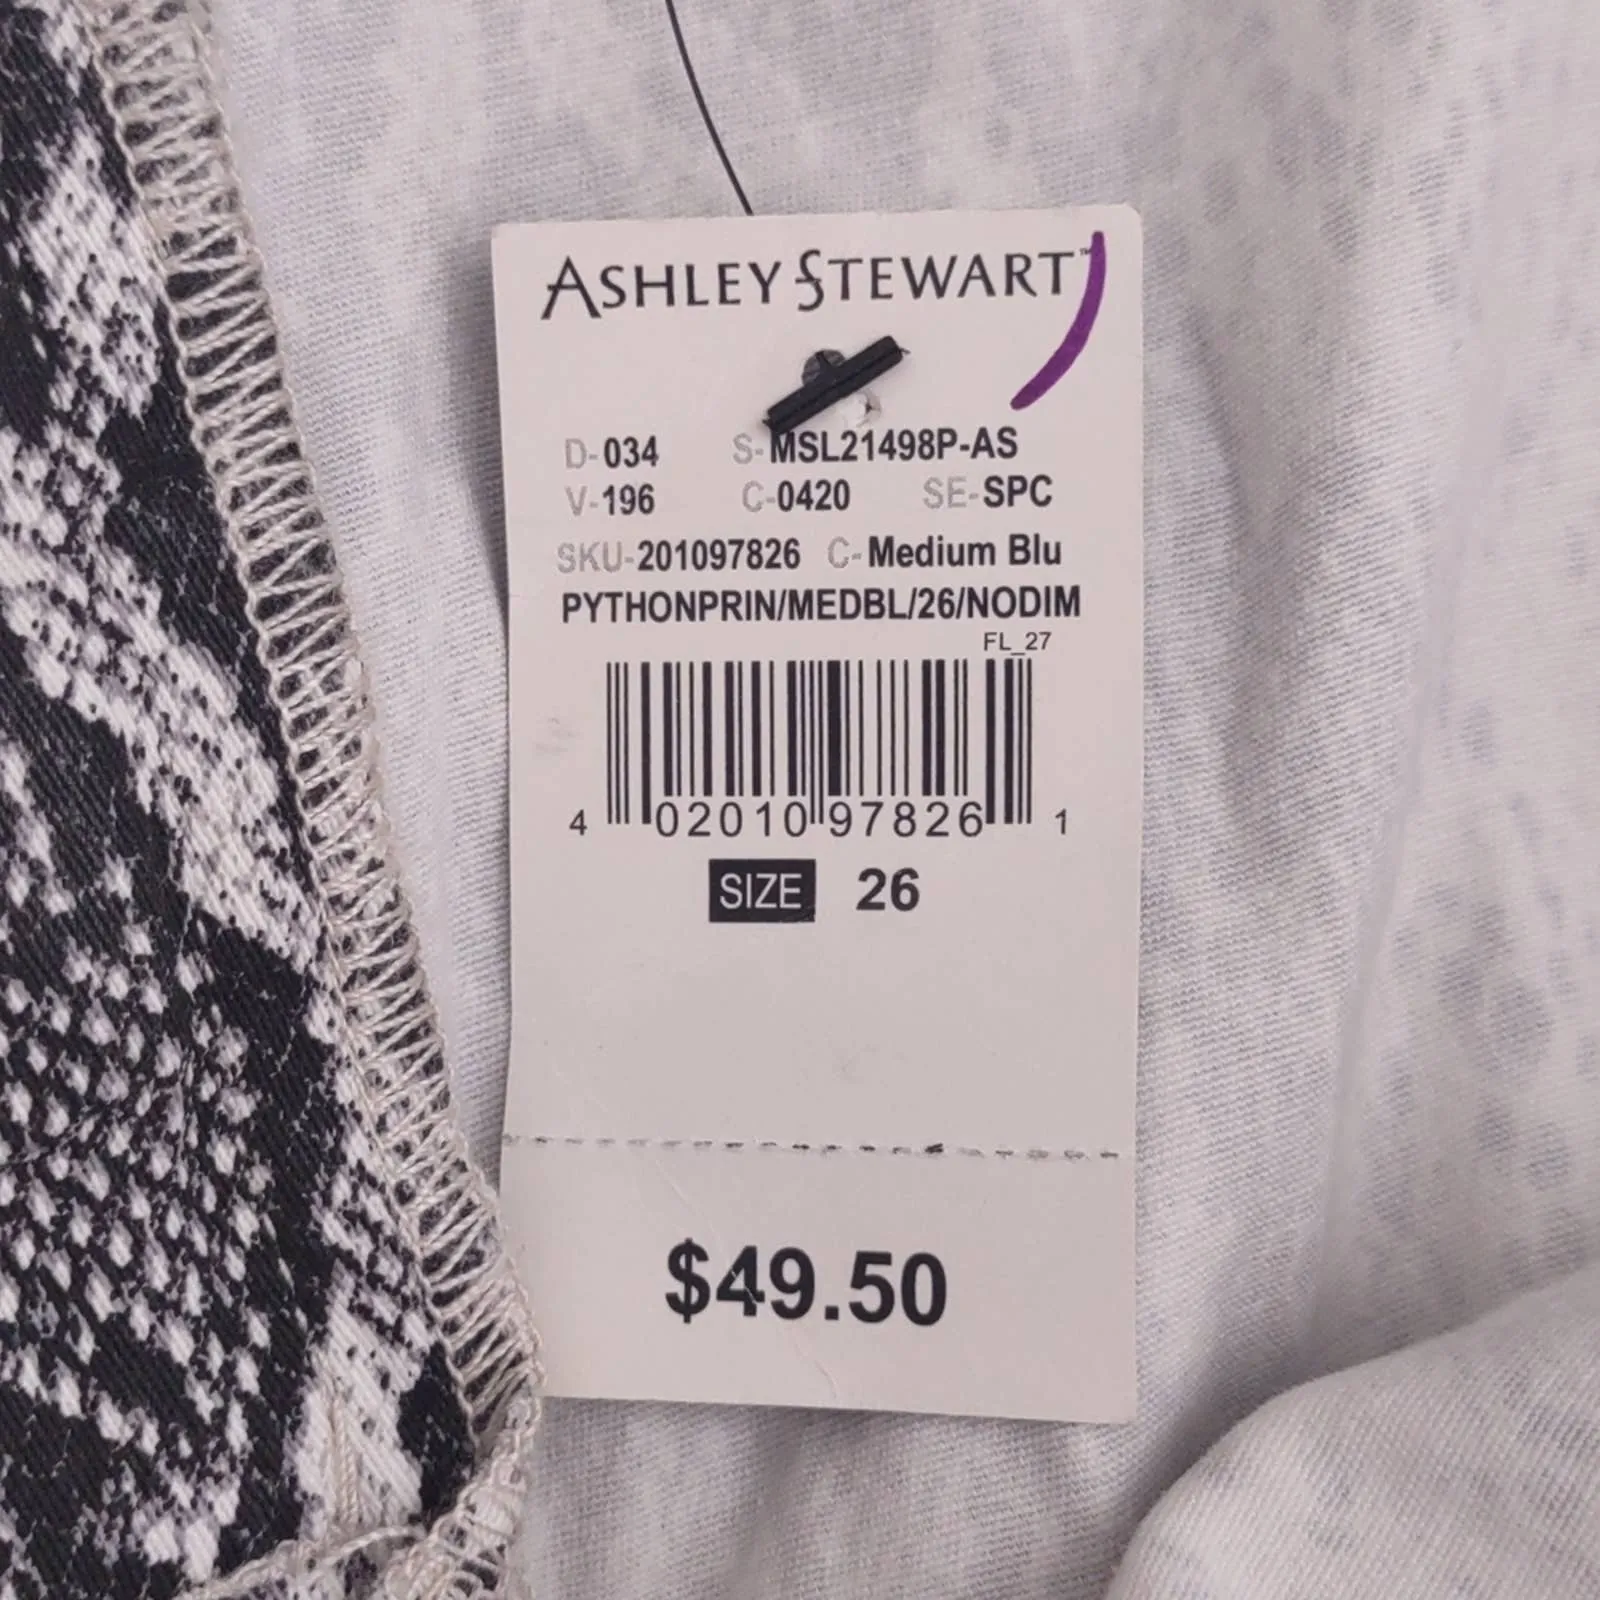 ASHLEY STEWART™
D-034 S-MSL21498P-AS
V-196 C-0420 SE-SPC
SKU-201097826 C-Medium Blu
PYTHONPRIN/MEDBL/26/NODIM
FL_27
4 02010 97826 1
SIZE 26
$49.50